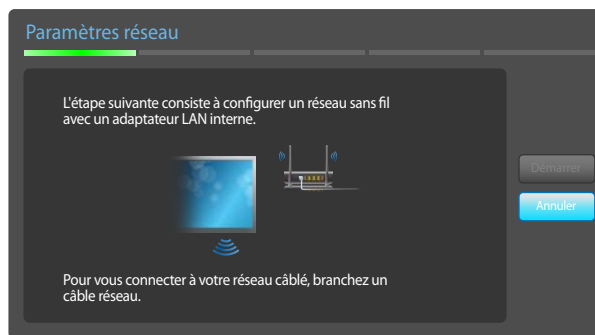 Paramètres réseau
L'étape suivante consiste à configurer un réseau sans fil
avec un adaptateur LAN interne.
Démarrer
Annuler
Pour vous connecter à votre réseau câblé, branchez un
câble réseau.